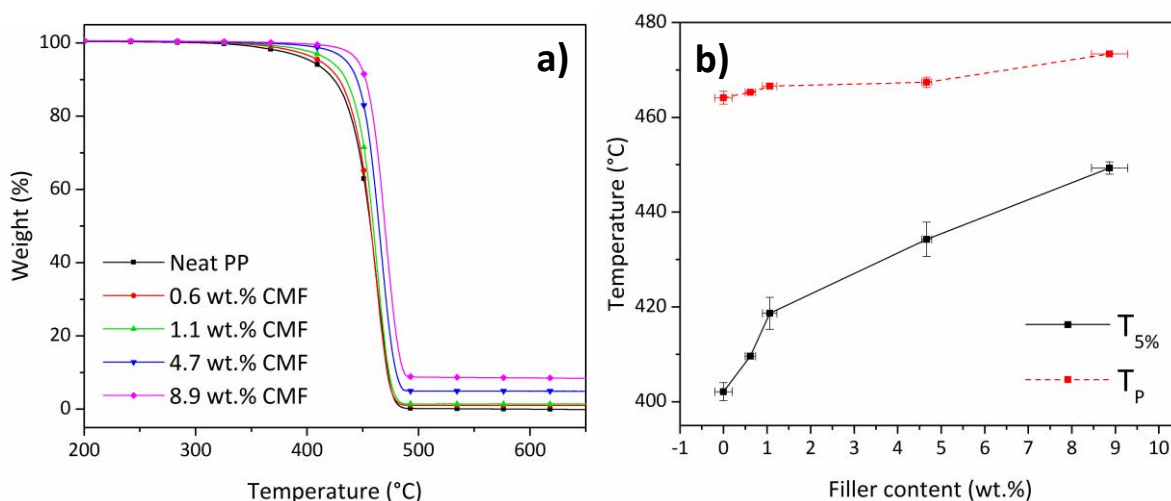 a)
100
80
60
40
20
0
Weight (%)
Neat PP
0.6 wt.% CMF
1.1 wt.% CMF
4.7 wt.% CMF
8.9 wt.% CMF
200 300 400 500 600
Temperature (°C)
b)
480
460
440
420
400
Temperature (°C)
T5%
TP
-1 0 1 2 3 4 5 6 7 8 9 10
Filler content (wt.%)